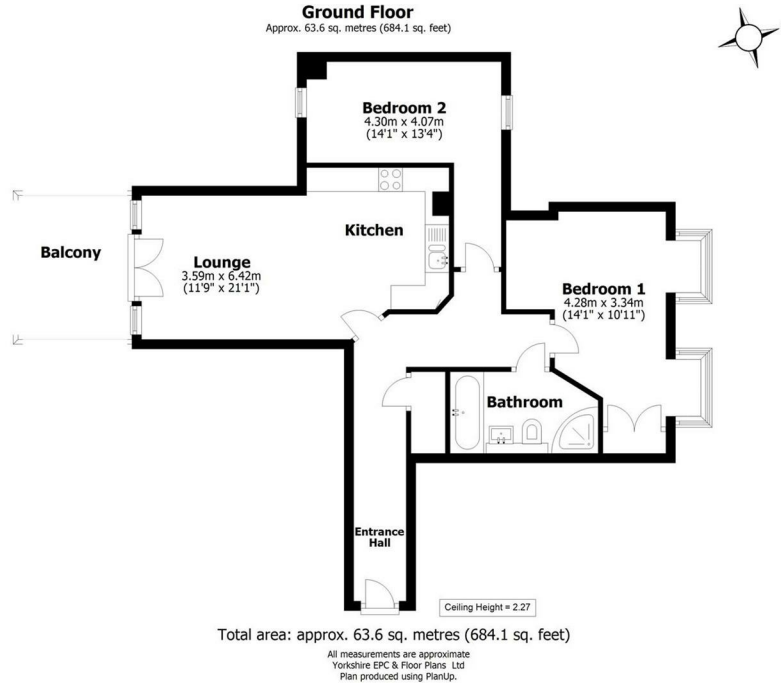 Ground Floor
Approx. 63.6 sq. metres (684.1 sq. feet)
Bedroom 2
4.30m x 4.07m
(14'1" x 13'4")
Kitchen
Balcony
Lounge
3.59m x 6.42m
(11'9" x 21'1")
Bedroom 1
4.28m x 3.34m
(14'1" x 10'11")
Bathroom
Entrance
Hall
Ceiling Height = 2.27
Total area: approx. 63.6 sq. metres (684.1 sq. feet)
All measurements are approximate
Yorkshire EPC & Floor Plans Ltd
Plan produced using PlanUp.